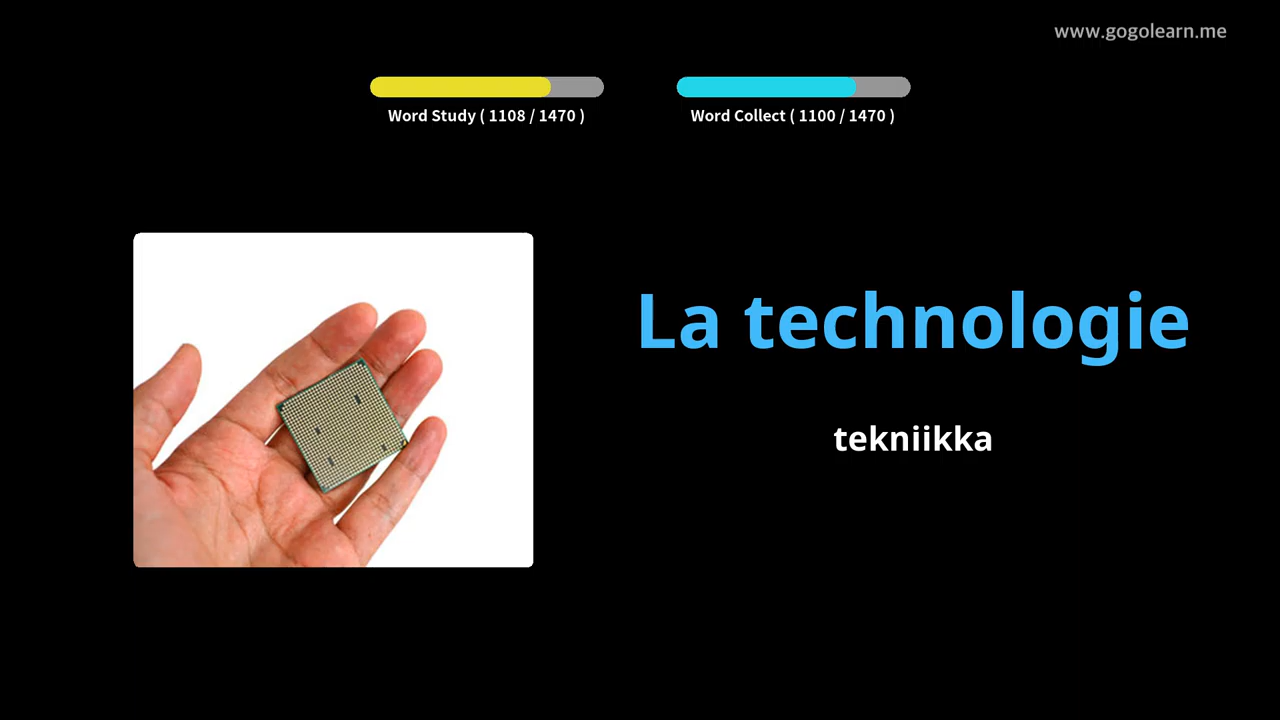 www.gogolearn.me
Word Study ( 1108 / 1470 )
Word Collect ( 1100 / 1470 )
La technologie
tekniikka